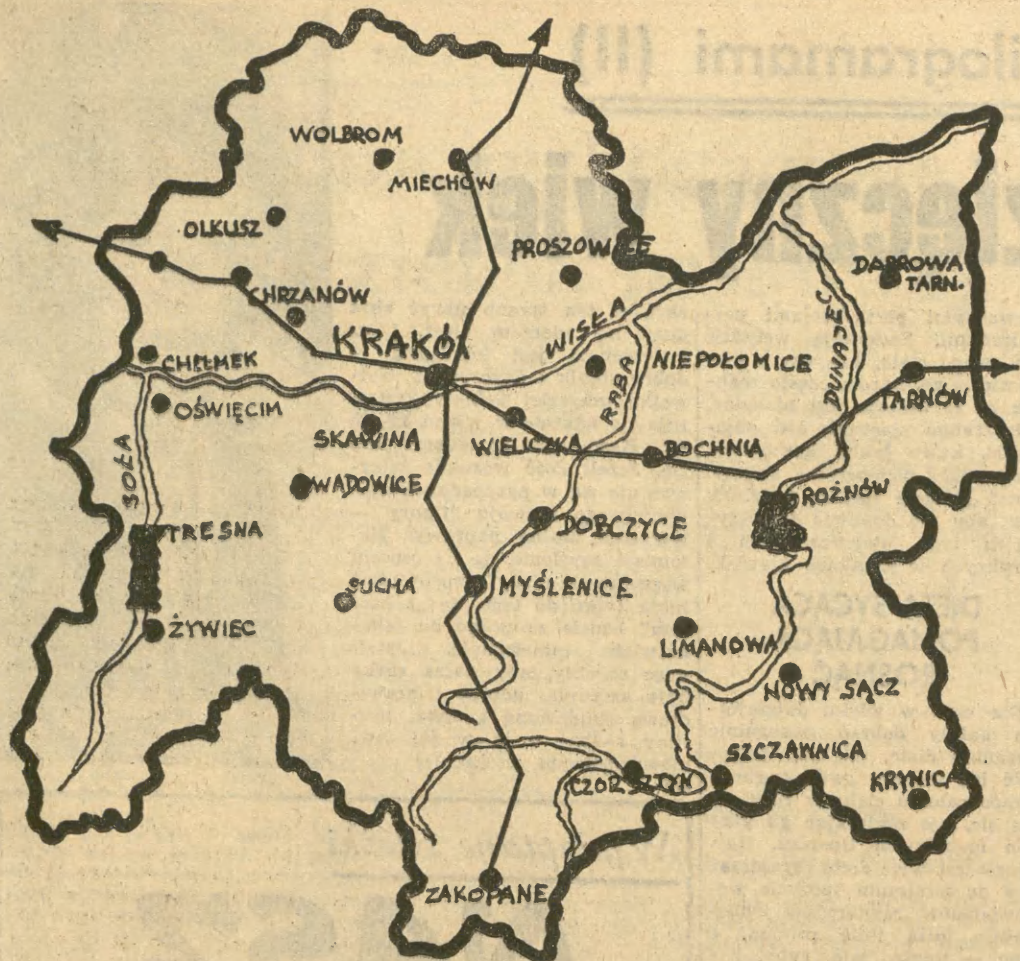 WOLBROM
MIECHÓW
OLKUSZ
PROSZOWICE
DĄBROWA
TARN.
CHRZANÓW
KRAKÓ
WISŁA
CHEŁMEK
NIEPOŁOMICE
RABA
DUNAJEC
OŚWIĘCIM
TARNÓW
SKAWINA
WIELICZKA
BOCHNIA
SOŁA
WADOWICE
ROŻNÓW
TRESNA
DOBCZYCE
SUCHA
MYŚLENICE
ŻYWIEC
LIMANOWA
NOWY SĄCZ
SZCZAWNICA
CZORSZTYN
KRYNICA
ZAKOPANE